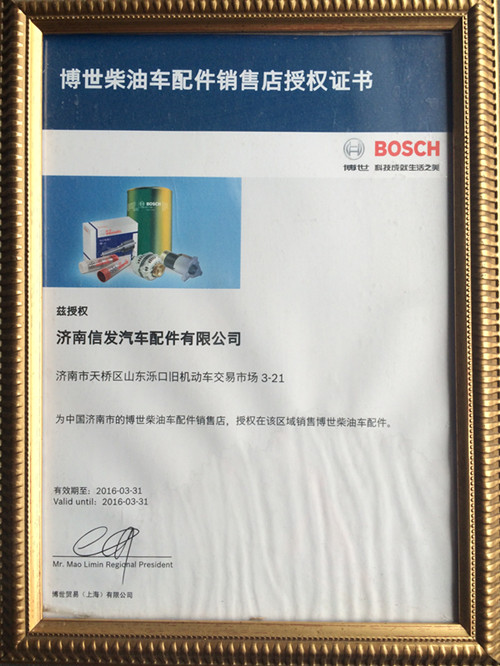 博世柴油车配件销售店授权证书
BOSCH
博世 科技成就生活之美
BOSCH
兹授权
济南信发汽车配件有限公司
济南市天桥区山东泺口旧机动车交易市场 3-21
为中国济南市的博世柴油车配件销售店，授权在该区域销售博世柴油车配件。
有效期至：2016-03-31
Valid until：2016-03-31
Mr. Mao Limin Regional President
博世贸易（上海）有限公司